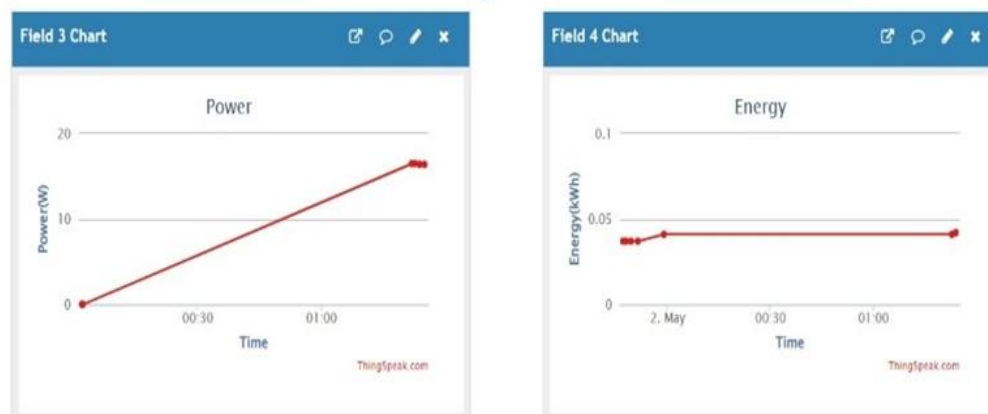 Field 3 Chart
Power
20
10
0
Power(W)
00:30
01:00
Time
ThingSpeak.com
Field 4 Chart
Energy
0.1
0.05
0
Energy(kWh)
2. May
00:30
01:00
Time
ThingSpeak.com